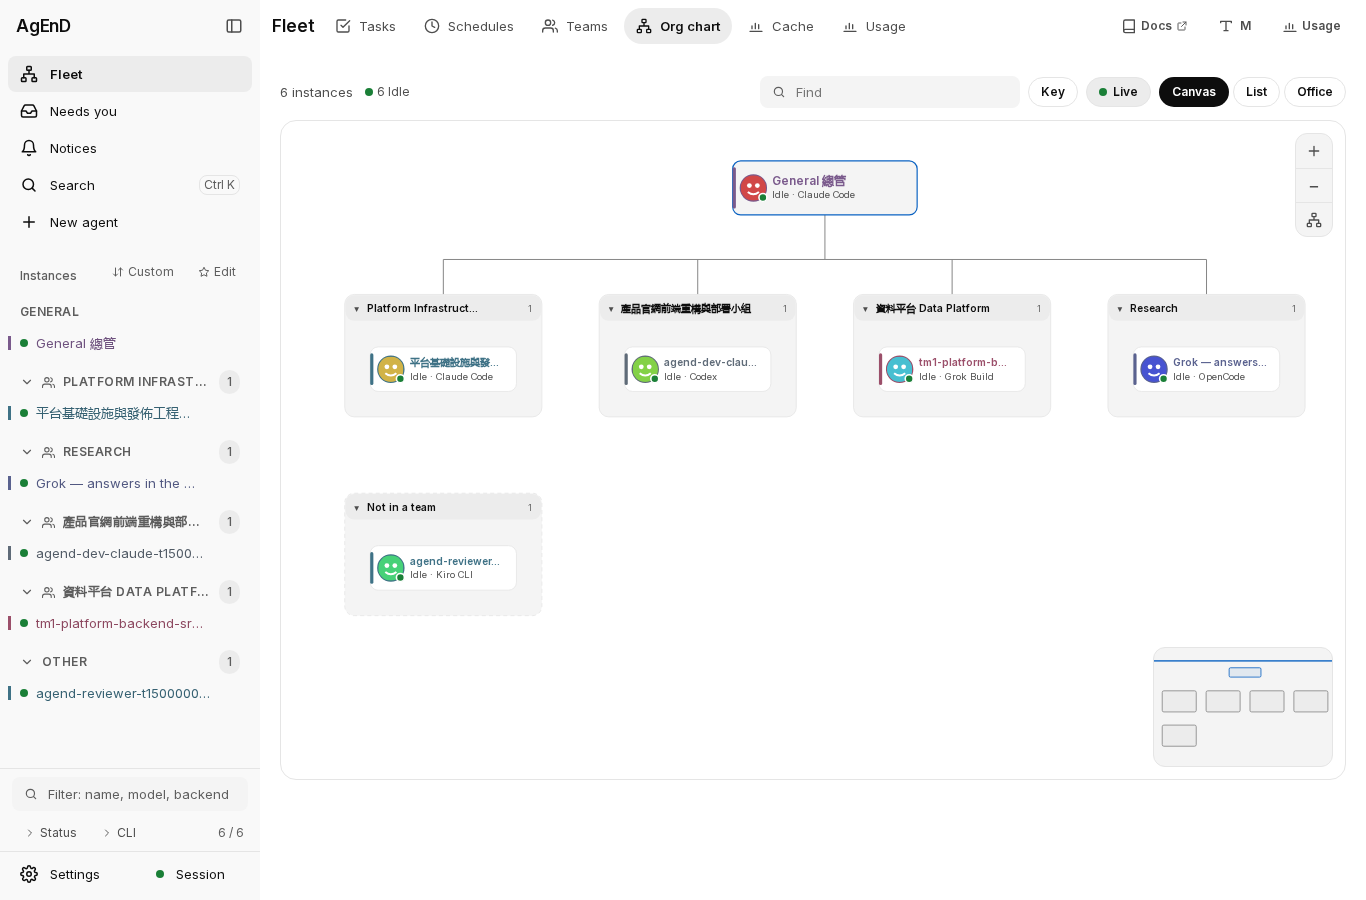 AgEnD
Fleet
Needs you
Notices
Search
Ctrl K
New agent
Instances
Custom
Edit
GENERAL
General 總管
PLATFORM INFRAST...
1
平台基礎設施與發佈工程...
RESEARCH
1
Grok — answers in the ...
產品官網前端重構與部...
1
agend-dev-claude-t1500...
資料平台 DATA PLATF...
1
tm1-platform-backend-sr...
OTHER
1
agend-reviewer-t1500000...
Filter: name, model, backend
Status
CLI
6 / 6
Settings
Session
Fleet
Tasks
Schedules
Teams
Org chart
Cache
Usage
Docs
M
Usage
6 instances
6 Idle
Find
Key
Live
Canvas
List
Office
General 總管
Idle · Claude Code
Platform Infrastruct...
1
平台基礎設施與發...
Idle · Claude Code
產品官網前端重構與部署小組
1
agend-dev-clau...
Idle · Codex
資料平台 Data Platform
1
tm1-platform-b...
Idle · Grok Build
Research
1
Grok — answers...
Idle · OpenCode
Not in a team
1
agend-reviewer...
Idle · Kiro CLI